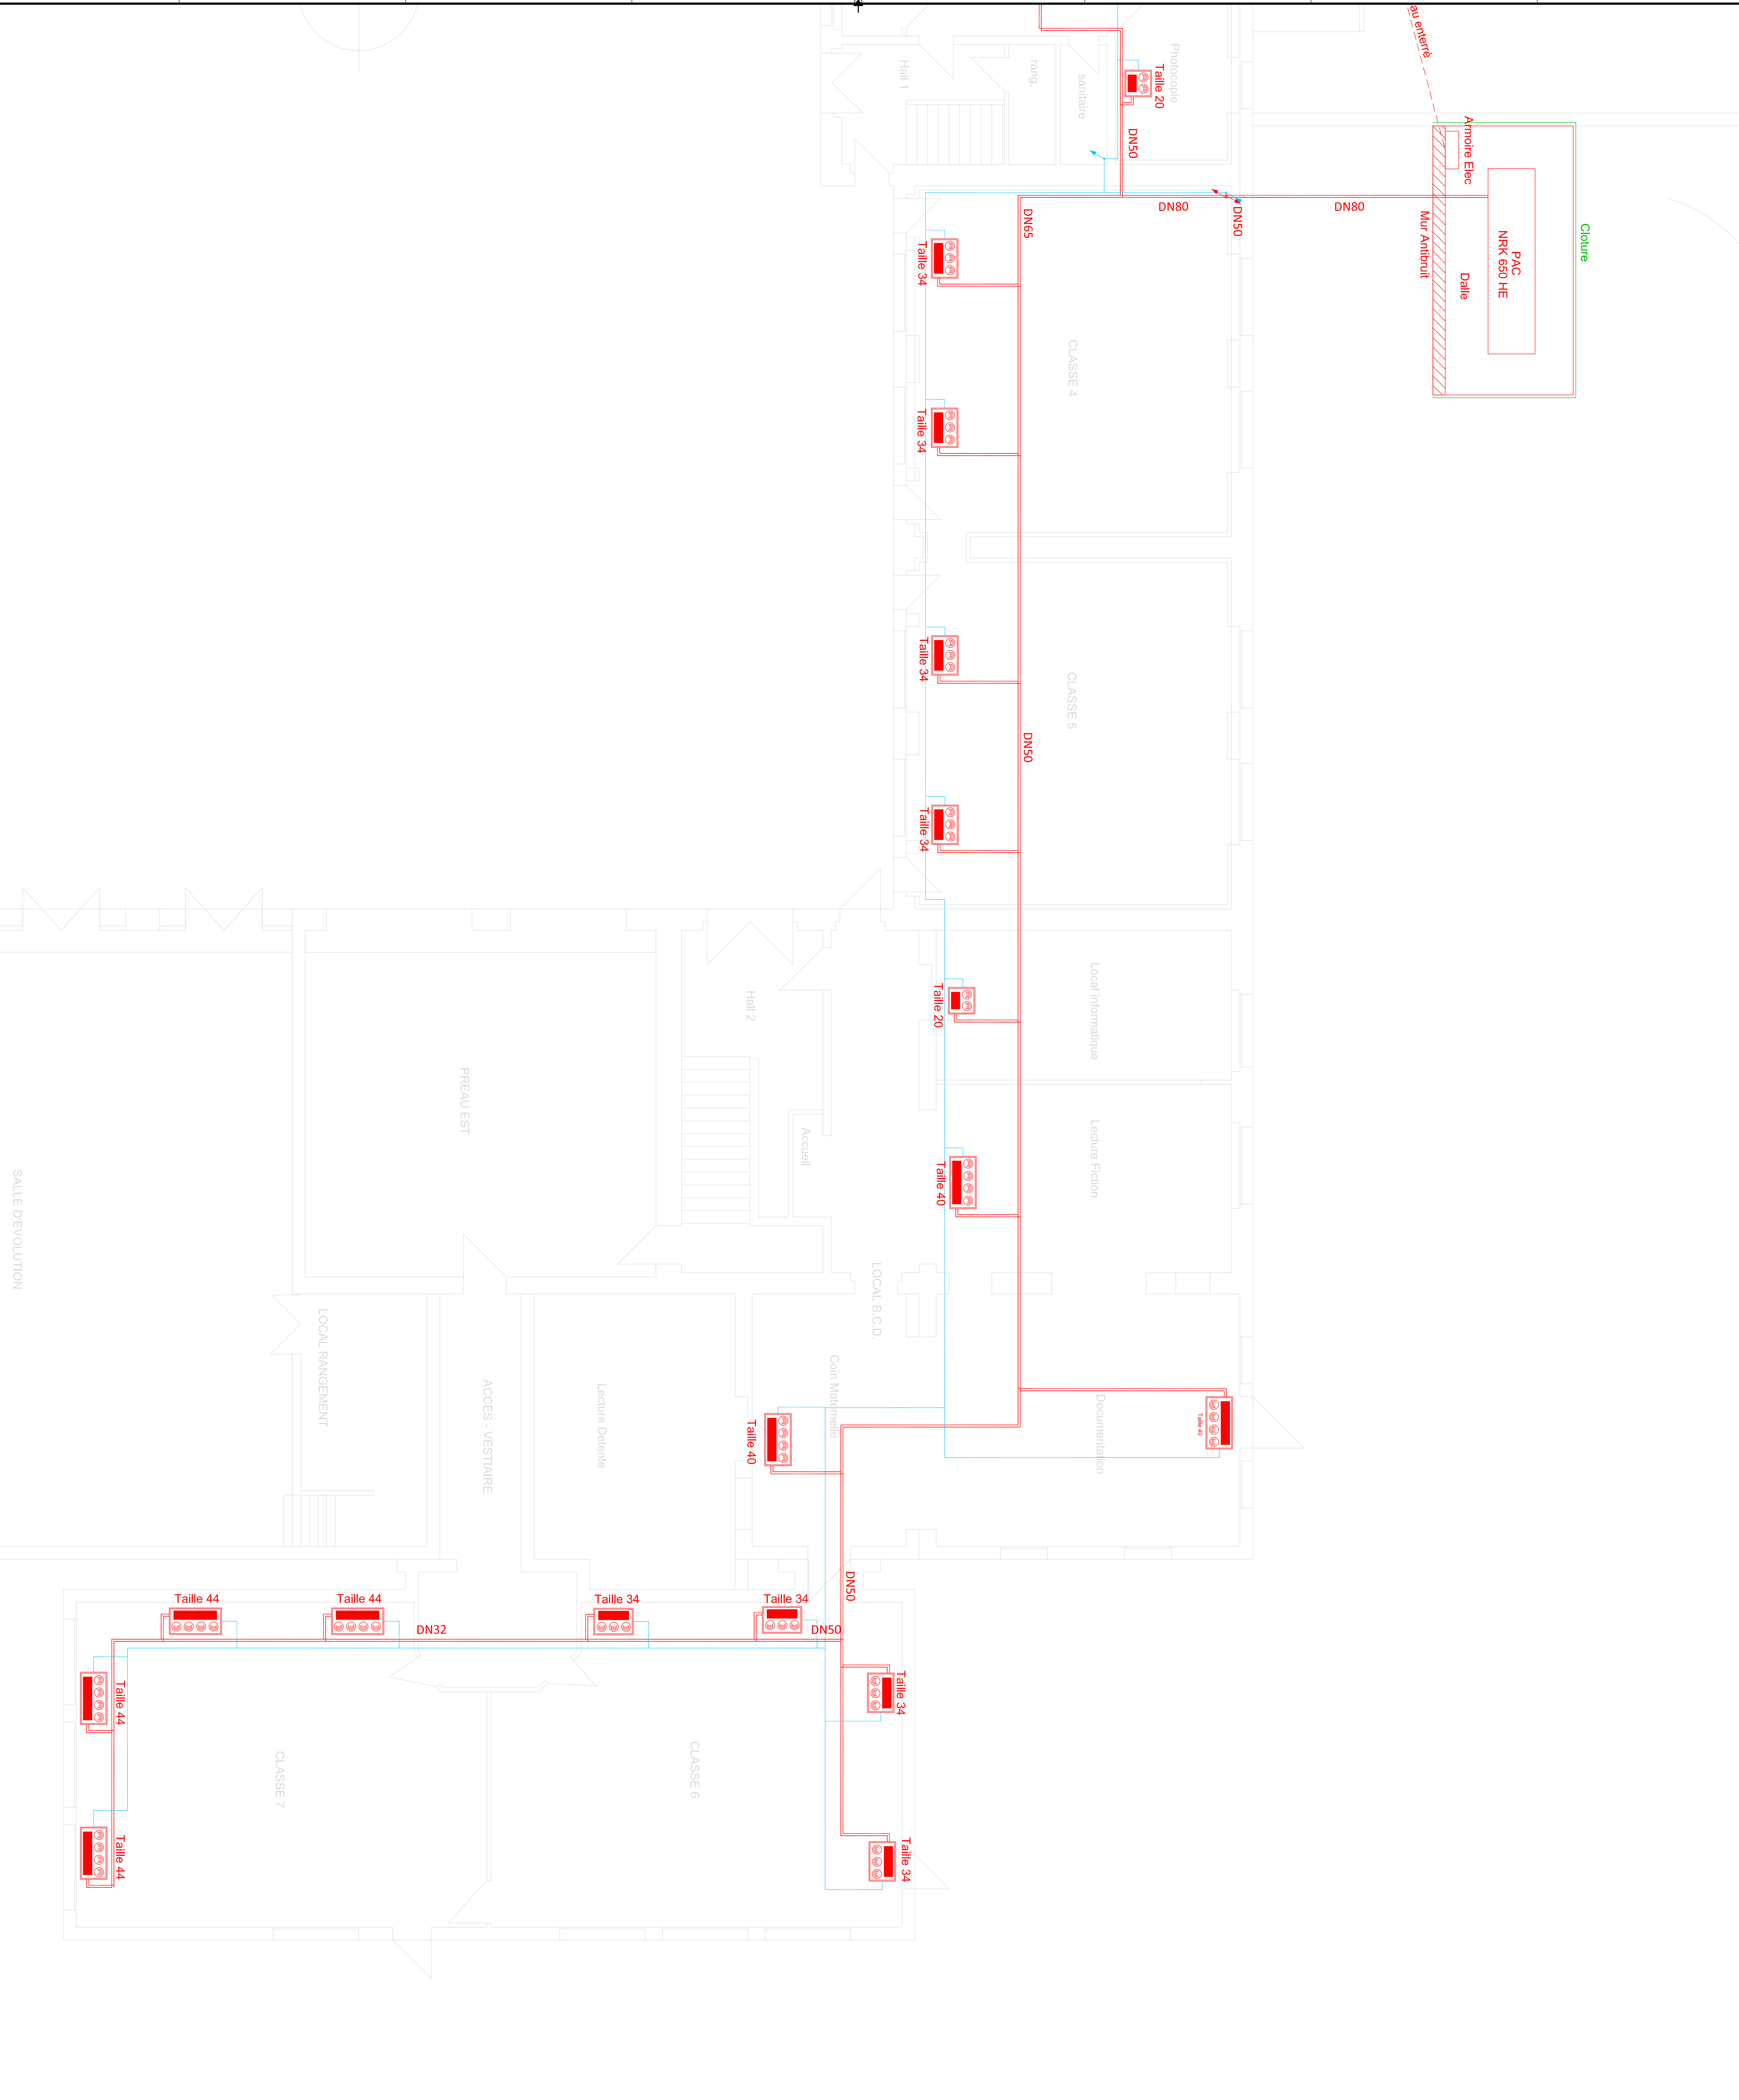 au enterré
Photocopie
Hall 1
rang.
sanitaire
Taille 20
DN50
Armoire Elec
DN80
DN80
DN50
DN65
Mur Antibruit
Dalle
PAC
NRK 650 HE
Cloture
Taille 34
CLASSE 4
Taille 34
Taille 34
CLASSE 5
DN50
Taille 34
Local informatique
Taille 20
Hall 2
PREAU EST
Accueil
Lecture Fiction
Taille 40
SALLE D'EVOLUTION
LOCAL B.C.D.
LOCAL RANGEMENT
Coin Maternelle
ACCES - VESTIAIRE
Lecture Detente
Documentation
Taille 40
Taille 40
DN50
Taille 44
Taille 44
Taille 34
Taille 34
DN32
DN50
Taille 44
Taille 34
CLASSE 7
CLASSE 6
Taille 44
Taille 34